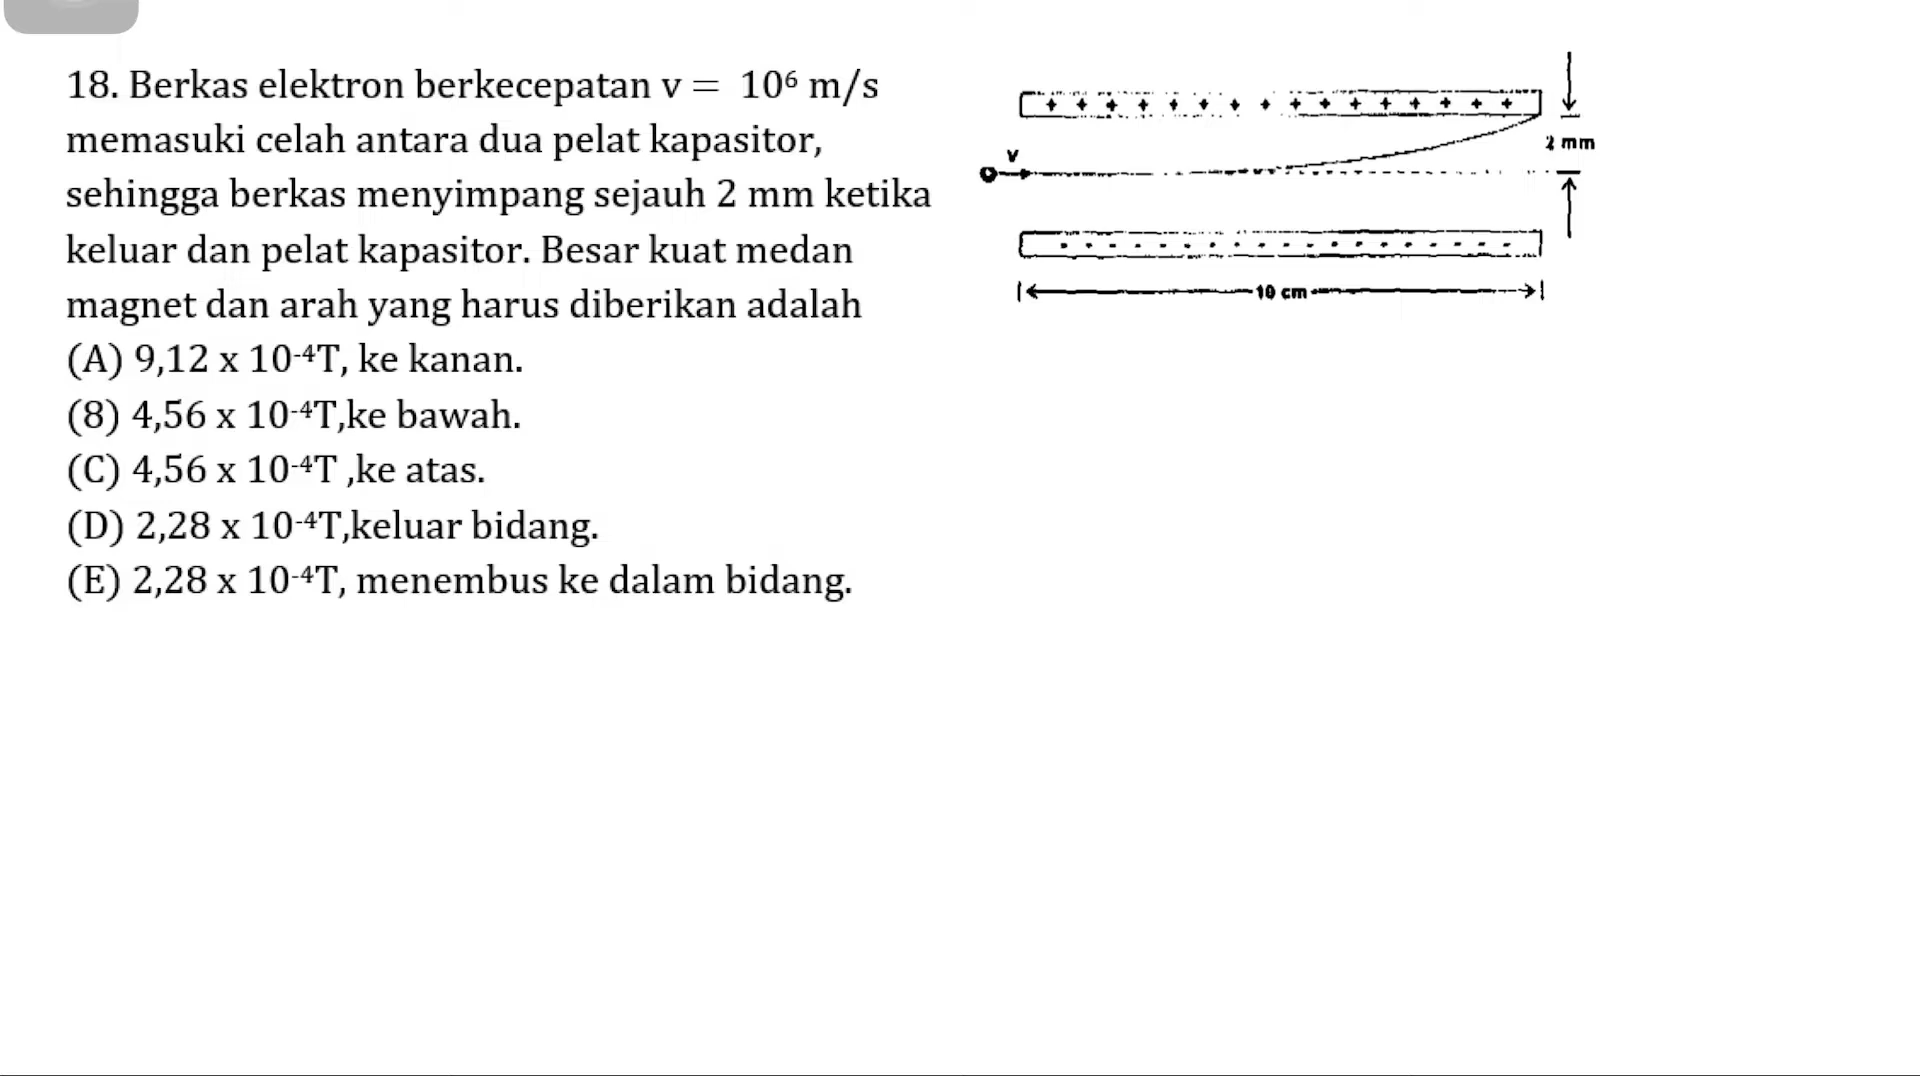 18. Berkas elektron berkecepatan v = 10⁶ m/s
memasuki celah antara dua pelat kapasitor,
sehingga berkas menyimpang sejauh 2 mm ketika
keluar dan pelat kapasitor. Besar kuat medan
magnet dan arah yang harus diberikan adalah
(A) 9,12 x 10⁻⁴T, ke kanan.
(8) 4,56 x 10⁻⁴T,ke bawah.
(C) 4,56 x 10⁻⁴T ,ke atas.
(D) 2,28 x 10⁻⁴T,keluar bidang.
(E) 2,28 x 10⁻⁴T, menembus ke dalam bidang.
+ + + + + + + + + + + + + + + +
2 mm
v
- - - - - - - - - - - - - - - - - - -
10 cm